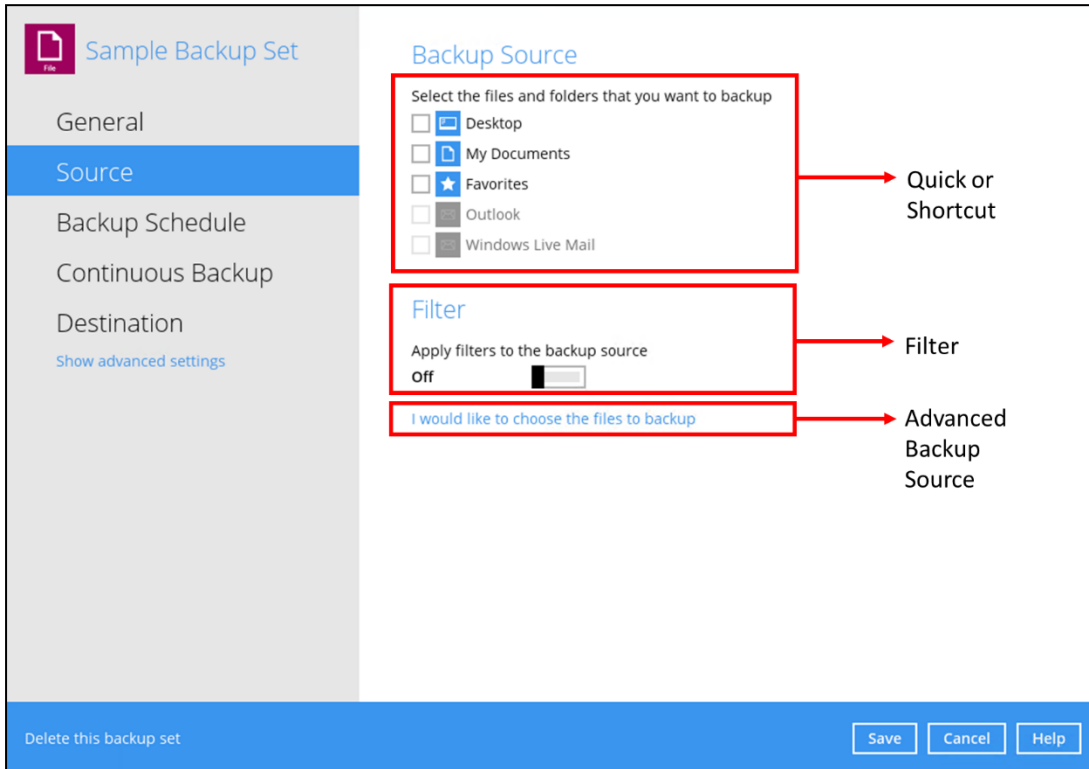 File
Sample Backup Set
General
Source
Backup Schedule
Continuous Backup
Destination
Show advanced settings
Backup Source
Select the files and folders that you want to backup
Desktop
My Documents
Favorites
Outlook
Windows Live Mail
Quick or
Shortcut
Filter
Apply filters to the backup source
Off
Filter
I would like to choose the files to backup
Advanced
Backup
Source
Delete this backup set
Save
Cancel
Help